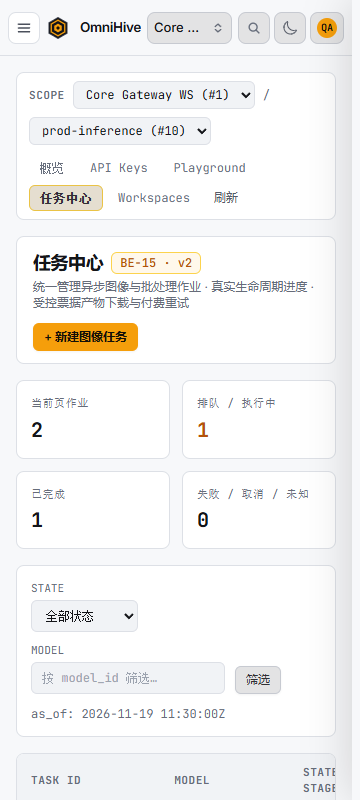 OmniHive Core ... QA
SCOPE Core Gateway WS (#1) /
prod-inference (#10)
概览 API Keys Playground
任务中心 Workspaces 刷新
任务中心 BE-15 · v2
统一管理异步图像与批处理作业 · 真实生命周期进度 ·
受控票据产物下载与付费重试
+ 新建图像任务
当前页作业 排队 / 执行中
2 1
已完成 失败 / 取消 / 未知
1 0
STATE
全部状态
MODEL
按 model_id 筛选… 筛选
as_of: 2026-11-19 11:30:00Z
TASK ID MODEL STATE
STAGE